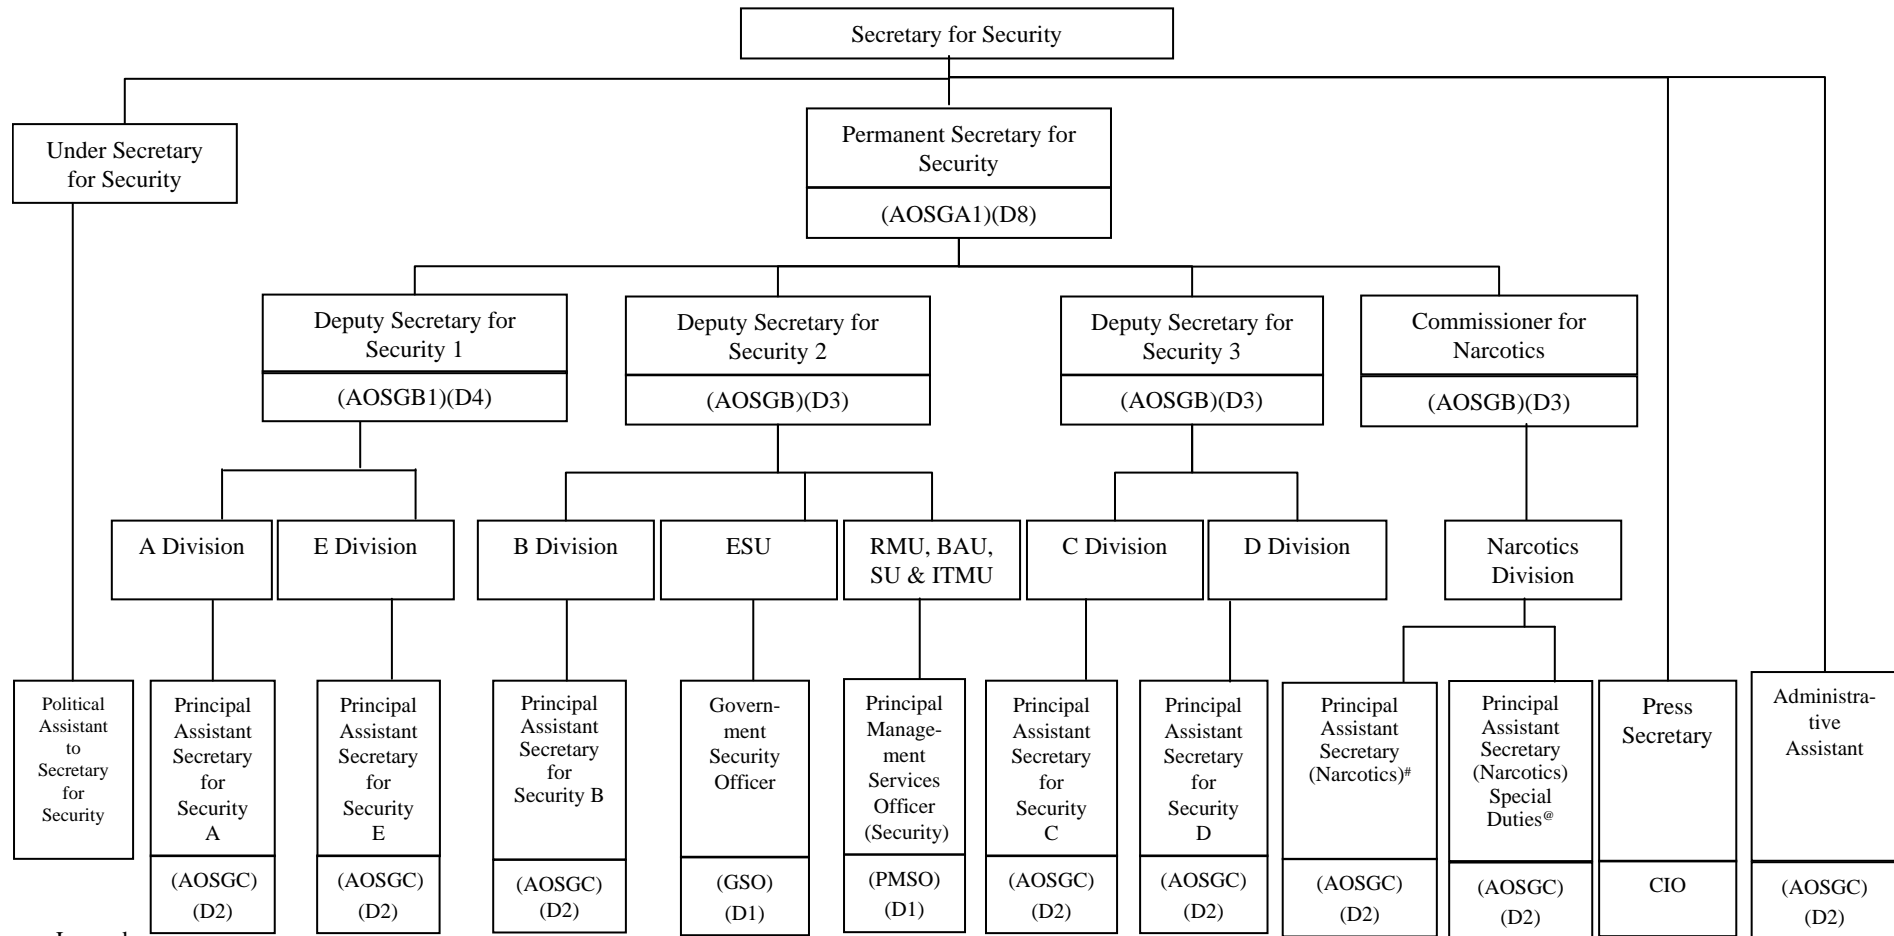 Secretary for Security
Under Secretary
for Security
Permanent Secretary for
Security
(AOSGA1)(D8)
Deputy Secretary for
Security 1
(AOSGB1)(D4)
Deputy Secretary for
Security 2
(AOSGB)(D3)
Deputy Secretary for
Security 3
(AOSGB)(D3)
Commissioner for
Narcotics
(AOSGB)(D3)
A Division
E Division
B Division
ESU
RMU, BAU,
SU & ITMU
C Division
D Division
Narcotics
Division
Political
Assistant
to
Secretary
for
Security
Principal
Assistant
Secretary
for
Security
A
(AOSGC)
(D2)
Principal
Assistant
Secretary
for
Security
E
(AOSGC)
(D2)
Principal
Assistant
Secretary
for
Security B
(AOSGC)
(D2)
Govern-
ment
Security
Officer
(GSO)
(D1)
Principal
Manage-
ment
Services
Officer
(Security)
(PMSO)
(D1)
Principal
Assistant
Secretary
for
Security
C
(AOSGC)
(D2)
Principal
Assistant
Secretary
for
Security
D
(AOSGC)
(D2)
Principal
Assistant
Secretary
(Narcotics)#
(AOSGC)
(D2)
Principal
Assistant
Secretary
(Narcotics)
Special
Duties@
(AOSGC)
(D2)
Press
Secretary
CIO
Administra-
tive
Assistant
(AOSGC)
(D2)